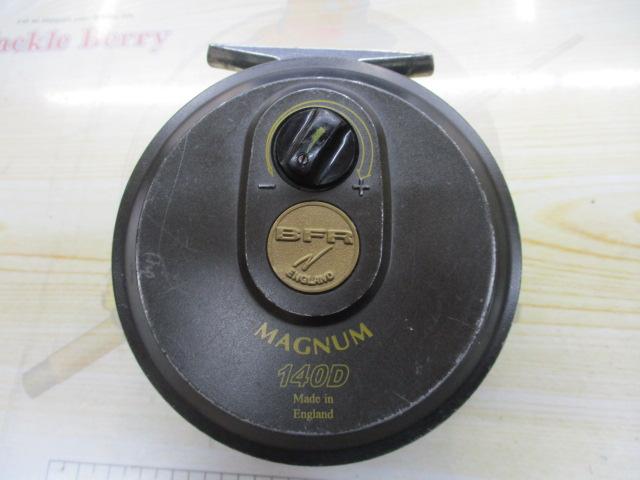 ackle Berry
- +
BFR
ENGLAND
MAGNUM
140D
Made in
England